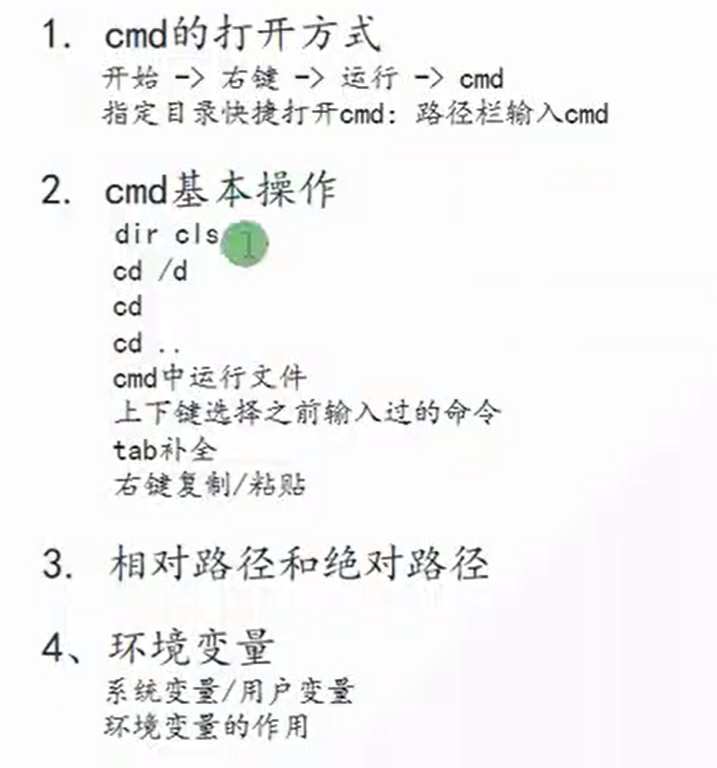 1. cmd的打开方式
开始 -> 右键 -> 运行 -> cmd
指定目录快捷打开cmd: 路径栏输入cmd
2. cmd基本操作
dir cls
cd /d
cd
cd ..
cmd中运行文件
上下键选择之前输入过的命令
tab补全
右键复制/粘贴
3. 相对路径和绝对路径
4、环境变量
系统变量/用户变量
环境变量的作用